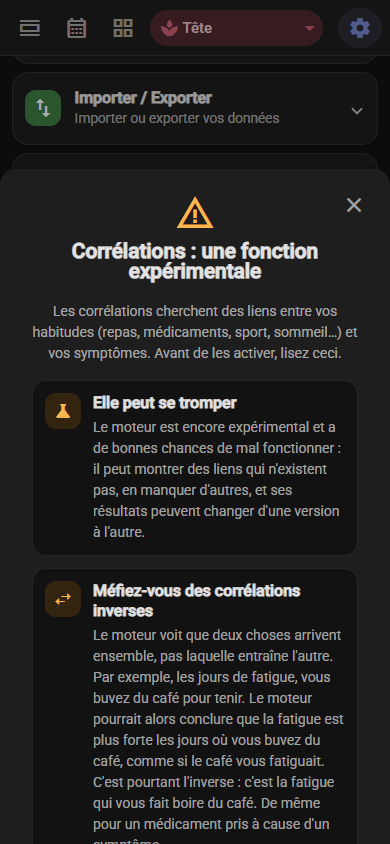 Tête
Importer / Exporter
Importer ou exporter vos données
Corrélations : une fonction
expérimentale
Les corrélations cherchent des liens entre vos
habitudes (repas, médicaments, sport, sommeil...) et
vos symptômes. Avant de les activer, lisez ceci.
Elle peut se tromper
Le moteur est encore expérimental et a
de bonnes chances de mal fonctionner :
il peut montrer des liens qui n'existent
pas, en manquer d'autres, et ses
résultats peuvent changer d'une version
à l'autre.
Méfiez-vous des corrélations
inverses
Le moteur voit que deux choses arrivent
ensemble, pas laquelle entraîne l'autre.
Par exemple, les jours de fatigue, vous
buvez du café pour tenir. Le moteur
pourrait alors conclure que la fatigue est
plus forte les jours où vous buvez du
café, comme si le café vous fatiguait.
C'est pourtant l'inverse : c'est la fatigue
qui vous fait boire du café. De même
pour un médicament pris à cause d'un
symptôme.